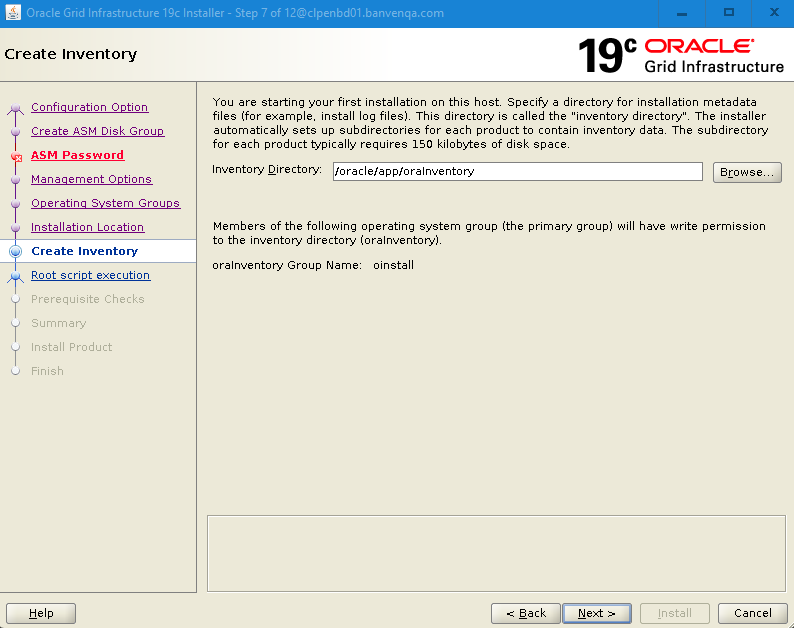 Oracle Grid Infrastructure 19c Installer - Step 7 of 12@clpenbd01.banvenqa.com
Create Inventory
19c ORACLE®
Grid Infrastructure
Configuration Option
Create ASM Disk Group
ASM Password
Management Options
Operating System Groups
Installation Location
Create Inventory
Root script execution
Prerequisite Checks
Summary
Install Product
Finish
You are starting your first installation on this host. Specify a directory for installation metadata
files (for example, install log files). This directory is called the "inventory directory". The installer
automatically sets up subdirectories for each product to contain inventory data. The subdirectory
for each product typically requires 150 kilobytes of disk space.
Inventory Directory: /oracle/app/oraInventory Browse...
Members of the following operating system group (the primary group) will have write permission
to the inventory directory (oraInventory).
oraInventory Group Name: oinstall
Help < Back Next > Install Cancel